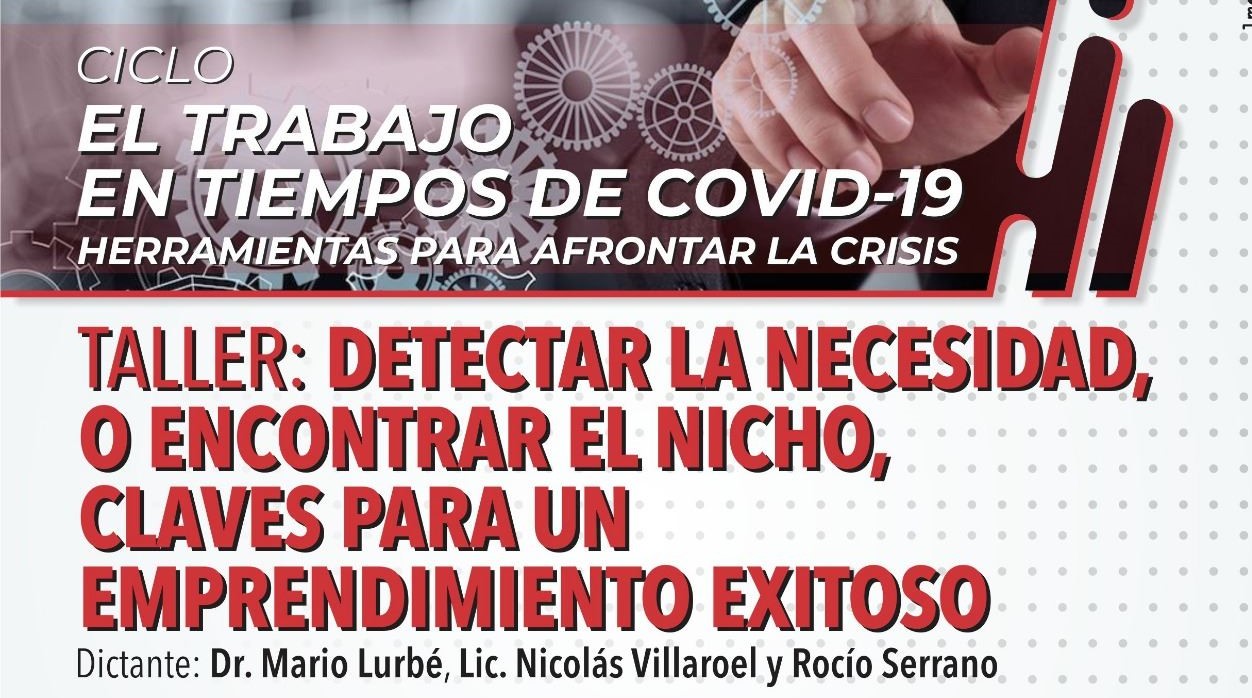 CICLO
EL TRABAJO
EN TIEMPOS DE COVID-19
HERRAMIENTAS PARA AFRONTAR LA CRISIS
Hi
TALLER: DETECTAR LA NECESIDAD,
O ENCONTRAR EL NICHO,
CLAVES PARA UN
EMPRENDIMIENTO EXITOSO
Dictante: Dr. Mario Lurbé, Lic. Nicolás Villaroel y Rocío Serrano